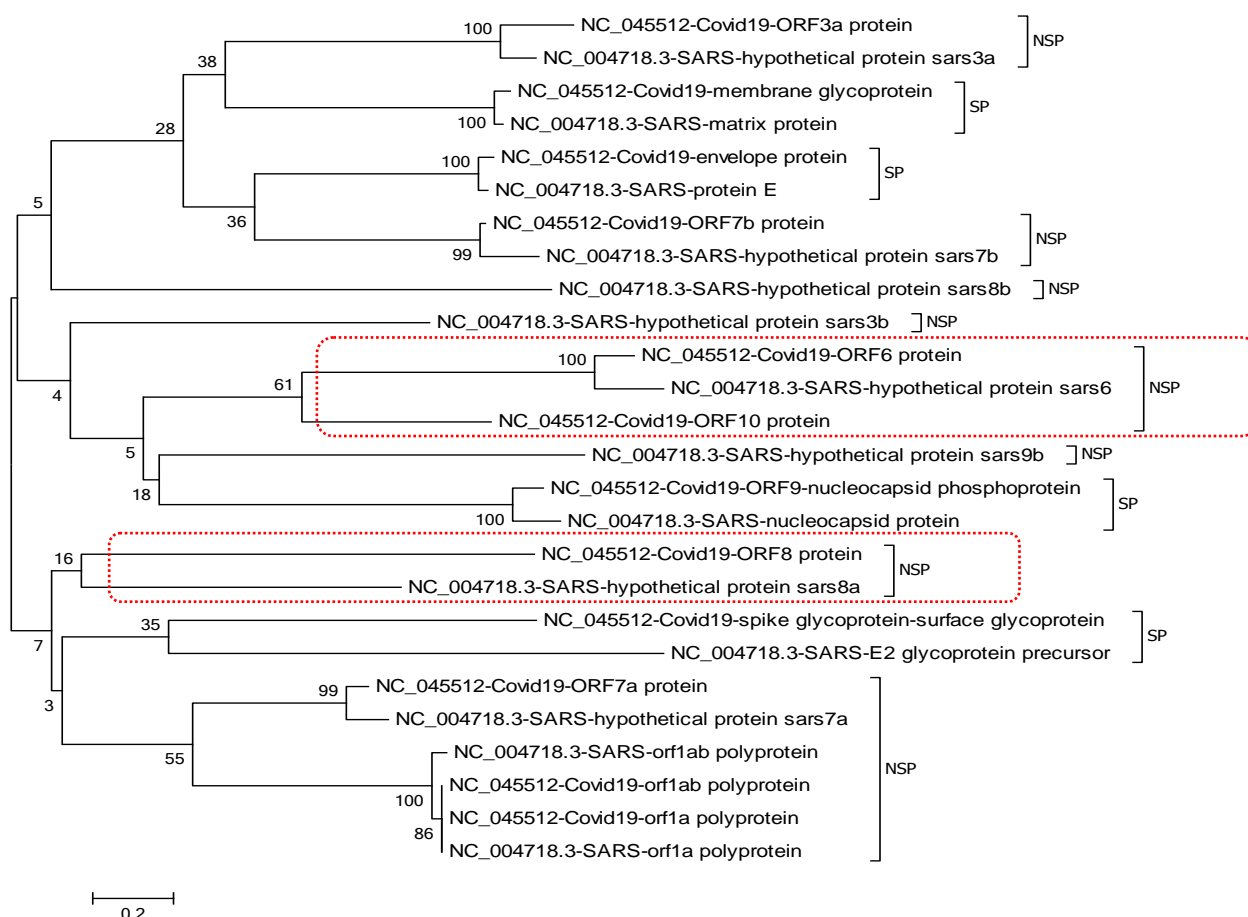 NC_045512-Covid19-ORF3a protein
100
NSP
NC_004718.3-SARS-hypothetical protein sars3a
38
NC_045512-Covid19-membrane glycoprotein
SP
100
NC_004718.3-SARS-matrix protein
28
NC_045512-Covid19-envelope protein
100
SP
NC_004718.3-SARS-protein E
5
36
NC_045512-Covid19-ORF7b protein
NSP
99
NC_004718.3-SARS-hypothetical protein sars7b
NC_004718.3-SARS-hypothetical protein sars8b
NSP
NC_004718.3-SARS-hypothetical protein sars3b
NSP
100
NC_045512-Covid19-ORF6 protein
61
NC_004718.3-SARS-hypothetical protein sars6
NSP
4
NC_045512-Covid19-ORF10 protein
5
NC_004718.3-SARS-hypothetical protein sars9b
NSP
18
NC_045512-Covid19-ORF9-nucleocapsid phosphoprotein
SP
100
NC_004718.3-SARS-nucleocapsid protein
16
NC_045512-Covid19-ORF8 protein
NSP
NC_004718.3-SARS-hypothetical protein sars8a
35
NC_045512-Covid19-spike glycoprotein-surface glycoprotein
SP
7
NC_004718.3-SARS-E2 glycoprotein precursor
99
NC_045512-Covid19-ORF7a protein
3
NC_004718.3-SARS-hypothetical protein sars7a
55
NC_004718.3-SARS-orf1ab polyprotein
NSP
NC_045512-Covid19-orf1ab polyprotein
100
NC_045512-Covid19-orf1a polyprotein
86
NC_004718.3-SARS-orf1a polyprotein
0.2